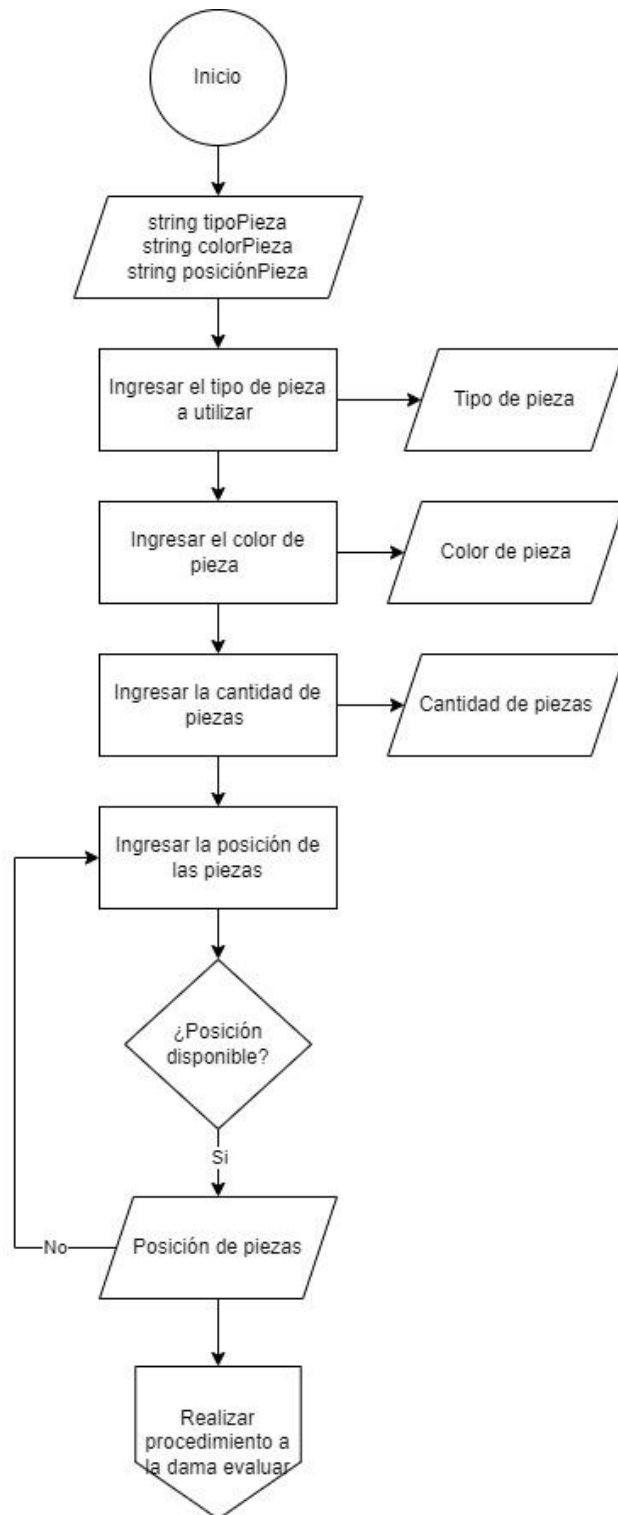 Inicio
string tipoPieza
string colorPieza
string posiciónPieza
Ingresar el tipo de pieza
a utilizar
Tipo de pieza
Ingresar el color de
pieza
Color de pieza
Ingresar la cantidad de
piezas
Cantidad de piezas
Ingresar la posición de
las piezas
¿Posición
disponible?
Si
Posición de piezas
No
Realizar
procedimiento a
la dama evaluar